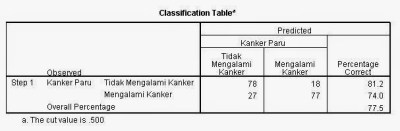 Classification Table*
Predicted
Kanker Paru
Observed
Tidak Mengalami Kanker
Mengalami Kanker
Percentage Correct
Step 1 Kanker Paru Tidak Mengalami Kanker 78 18 81.2
Mengalami Kanker 27 77 74.0
Overall Percentage 77.5
a. The cut value is .500